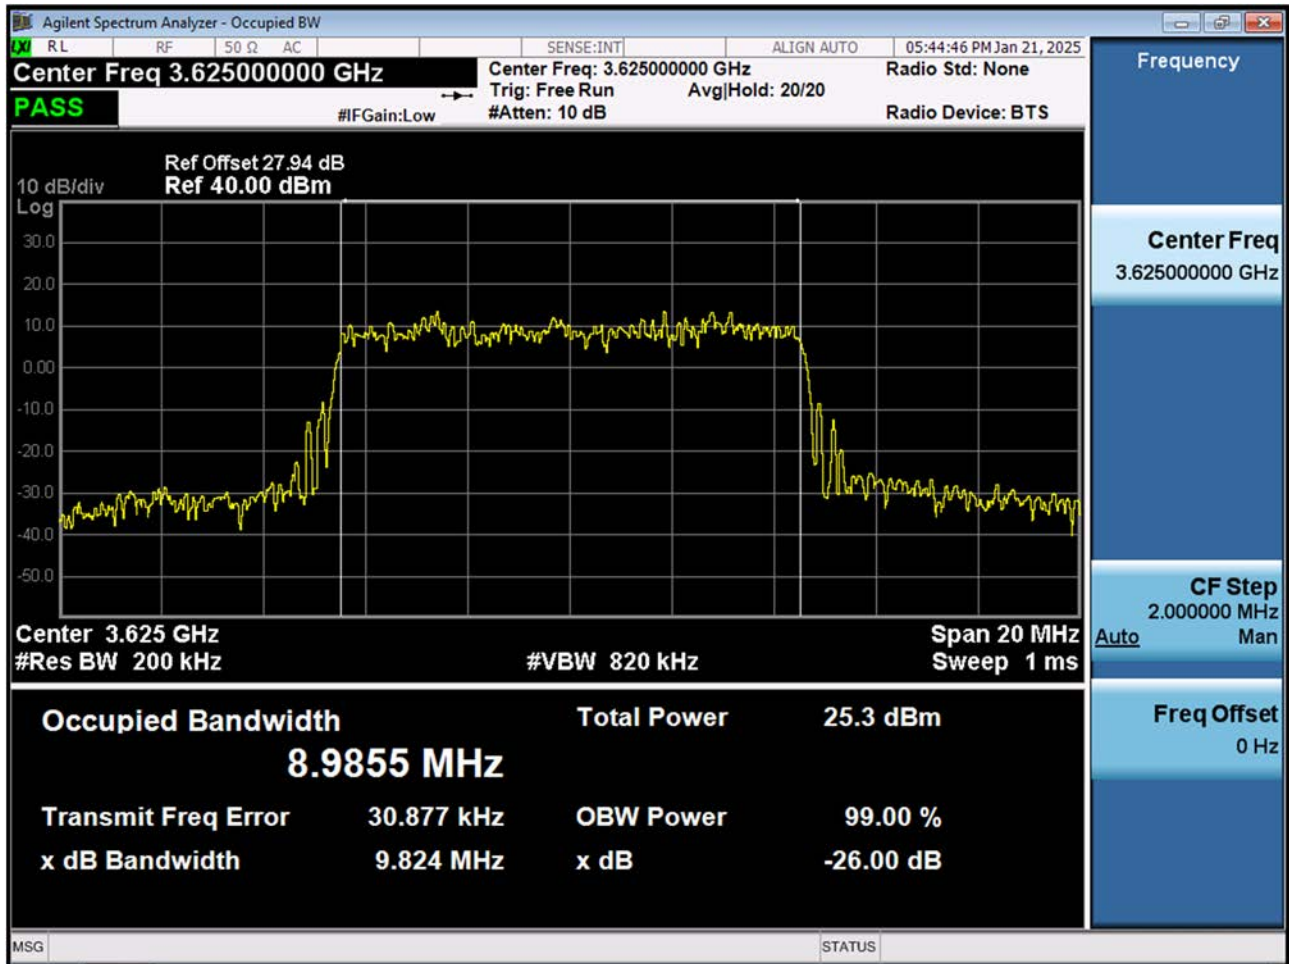 Agilent Spectrum Analyzer - Occupied BW
LXI RL RF 50 Ω AC SENSE:INT ALIGN AUTO 05:44:46 PM Jan 21, 2025
Center Freq 3.625000000 GHz
Center Freq: 3.625000000 GHz
Radio Std: None
Trig: Free Run
Avg|Hold: 20/20
PASS
#IFGain:Low
#Atten: 10 dB
Radio Device: BTS
Ref Offset 27.94 dB
10 dB/div
Ref 40.00 dBm
Log
30.0
20.0
10.0
0.00
-10.0
-20.0
-30.0
-40.0
-50.0
Center 3.625 GHz
Span 20 MHz
#Res BW 200 kHz
#VBW 820 kHz
Sweep 1 ms
Occupied Bandwidth
8.9855 MHz
Total Power 25.3 dBm
Transmit Freq Error 30.877 kHz
OBW Power 99.00 %
x dB Bandwidth 9.824 MHz
x dB -26.00 dB
MSG
STATUS
Frequency
Center Freq
3.625000000 GHz
CF Step
2.000000 MHz
Auto Man
Freq Offset
0 Hz